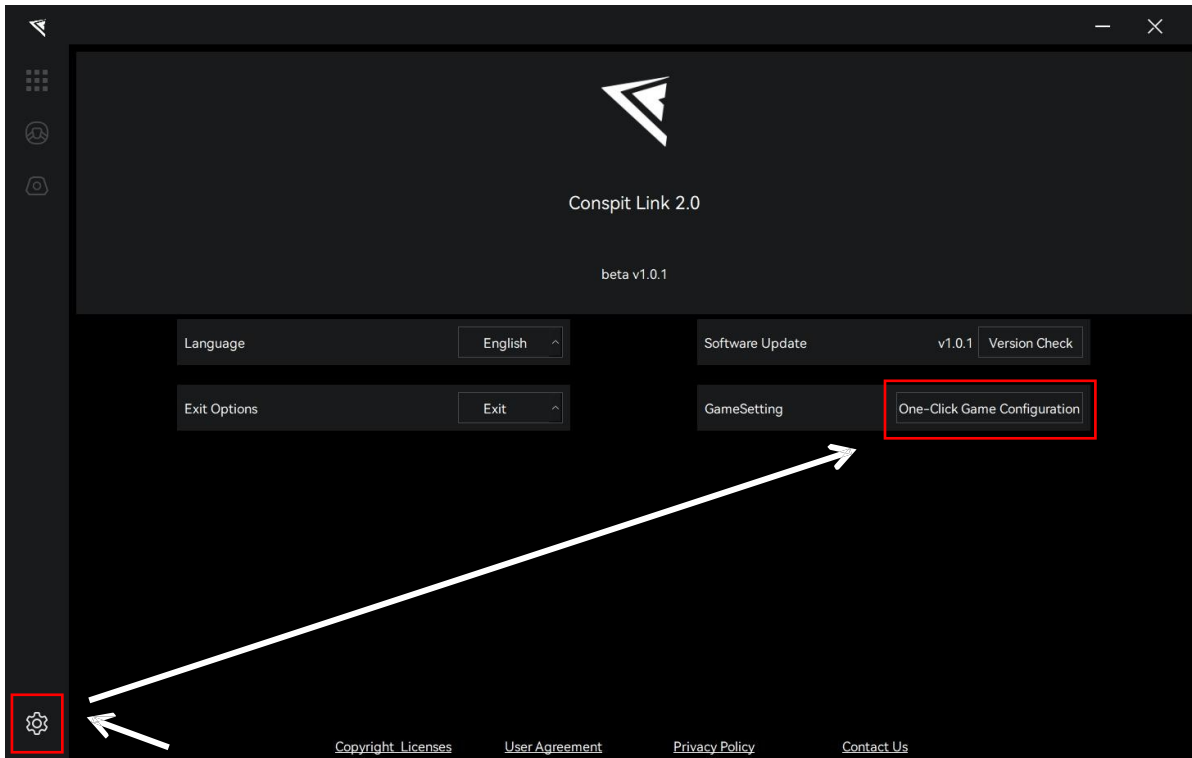 Conspit Link 2.0
beta v1.0.1
Language English
Software Update v1.0.1 Version Check
Exit Options Exit
GameSetting One-Click Game Configuration
Copyright Licenses User Agreement Privacy Policy Contact Us